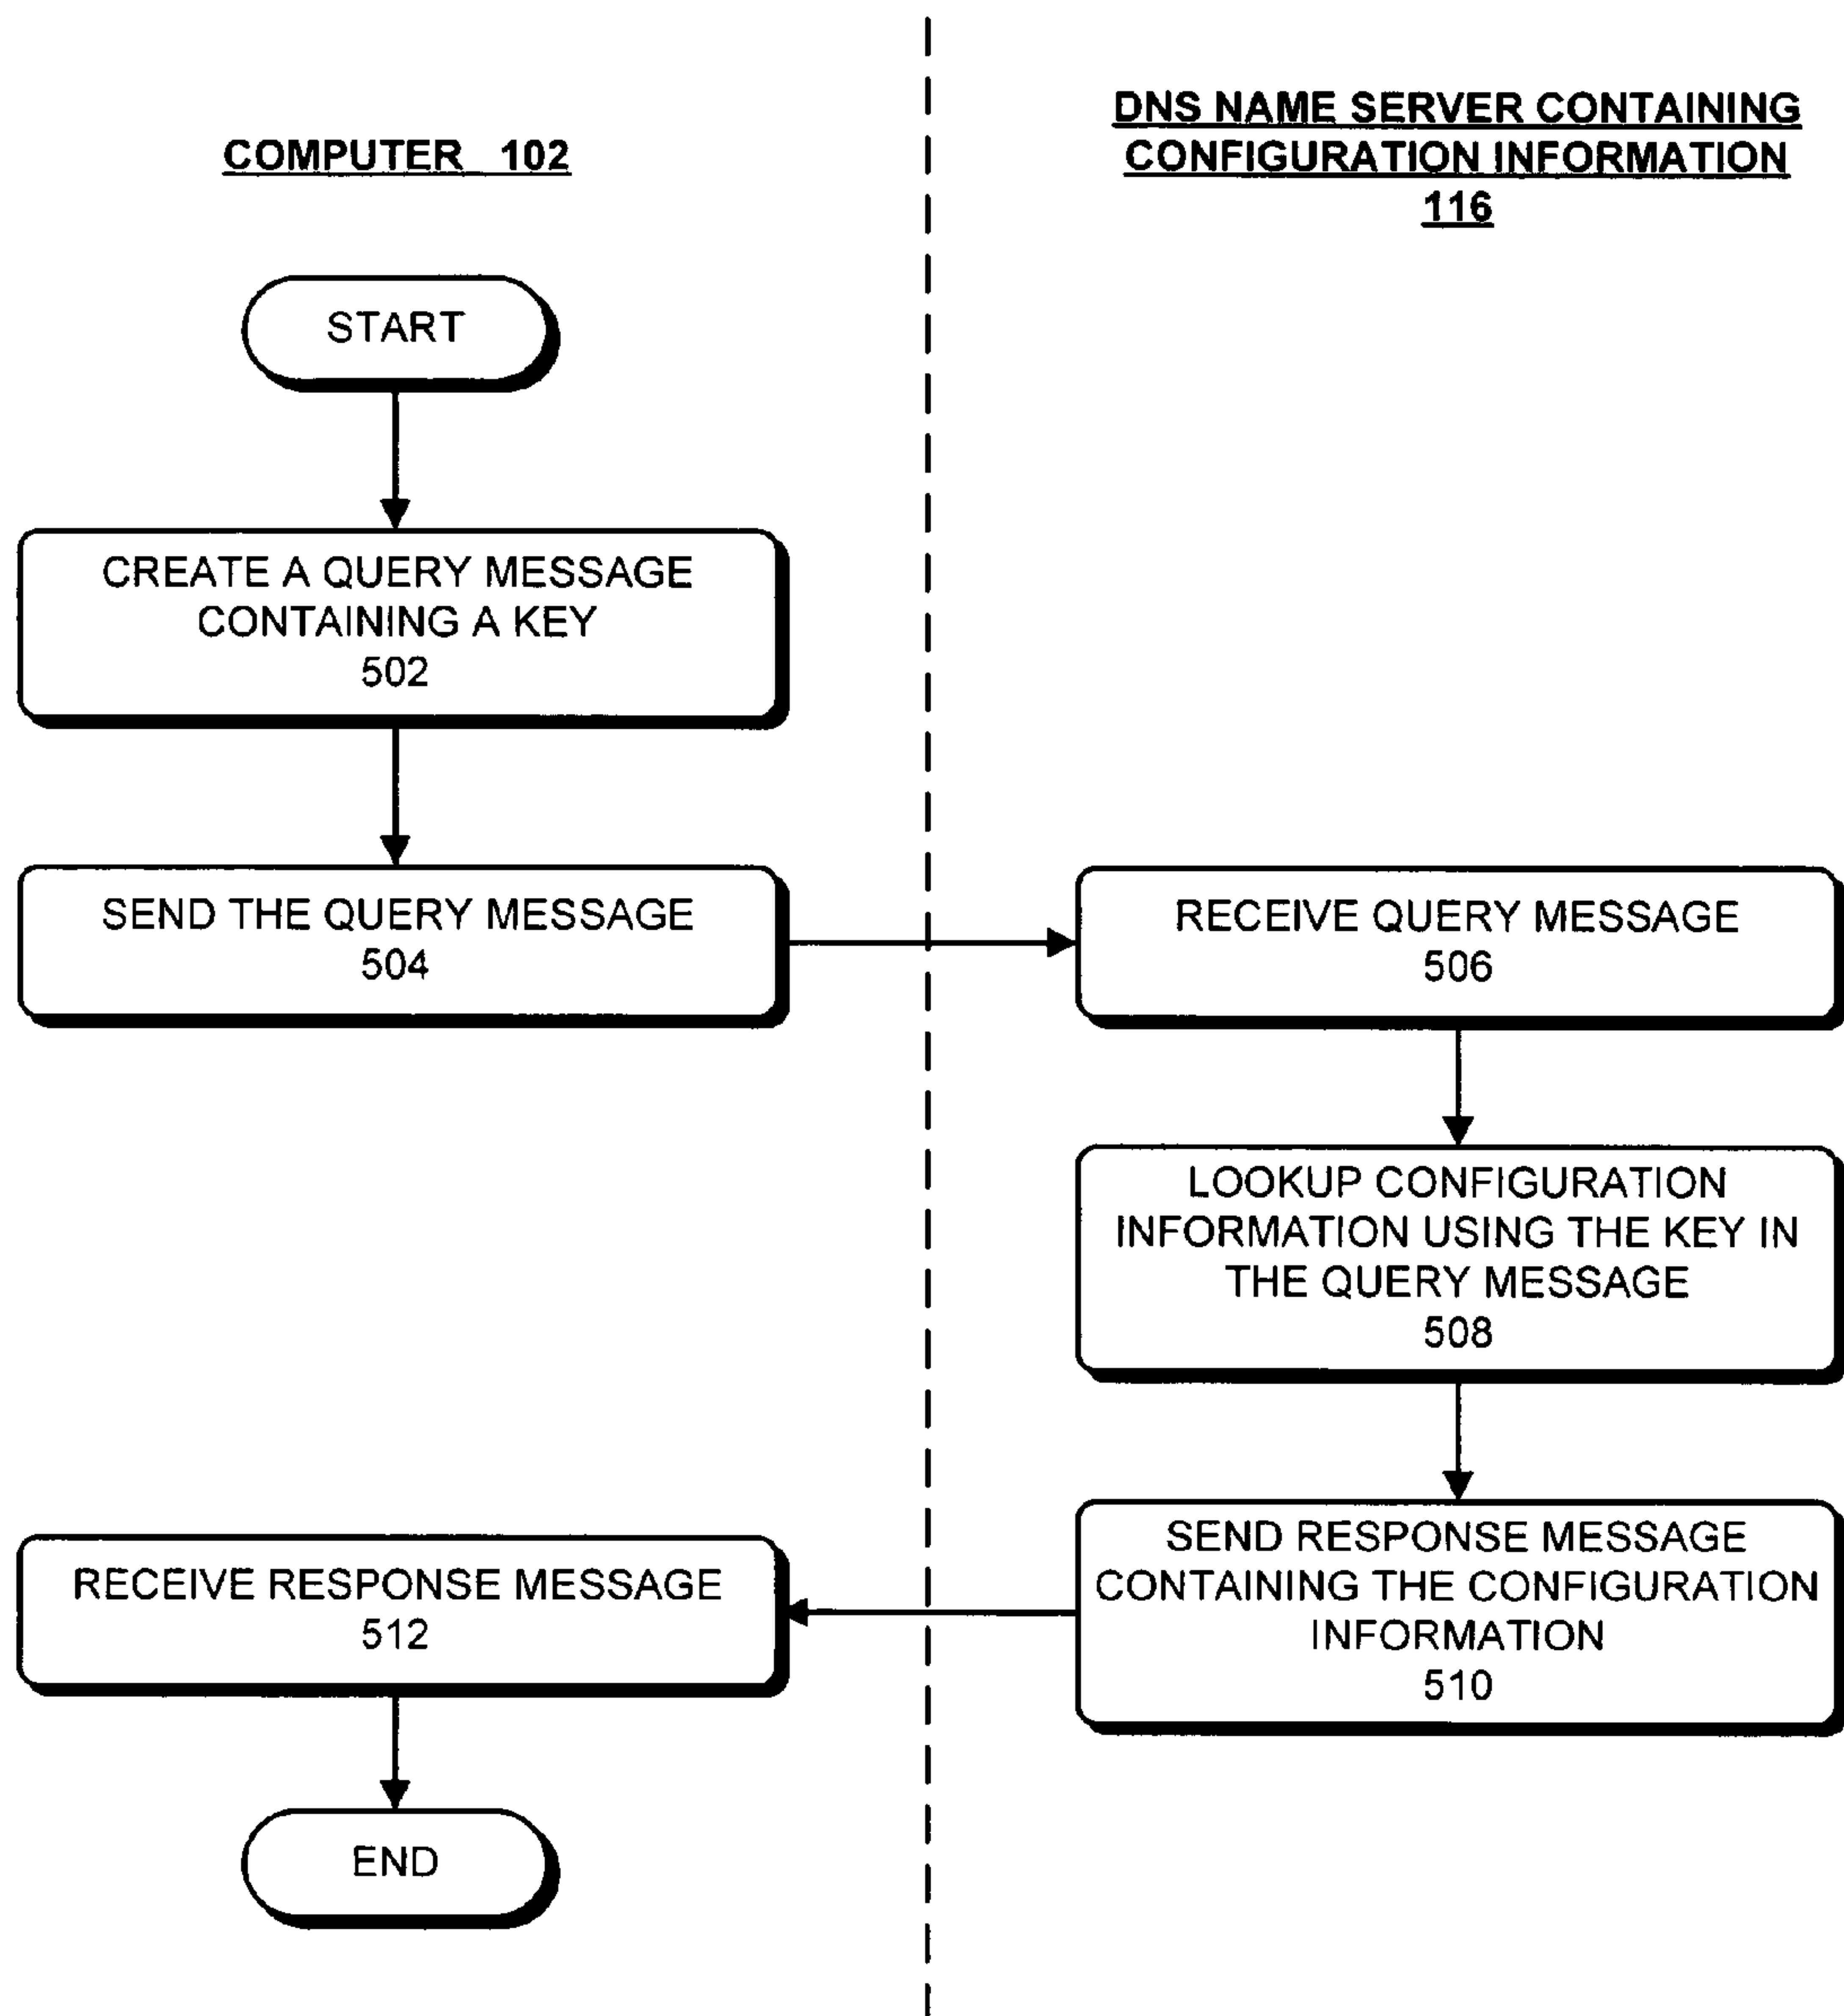 COMPUTER 102
DNS NAME SERVER CONTAINING
CONFIGURATION INFORMATION
116
START
CREATE A QUERY MESSAGE
CONTAINING A KEY
502
SEND THE QUERY MESSAGE
504
RECEIVE QUERY MESSAGE
506
LOOKUP CONFIGURATION
INFORMATION USING THE KEY IN
THE QUERY MESSAGE
508
SEND RESPONSE MESSAGE
CONTAINING THE CONFIGURATION
INFORMATION
510
RECEIVE RESPONSE MESSAGE
512
END